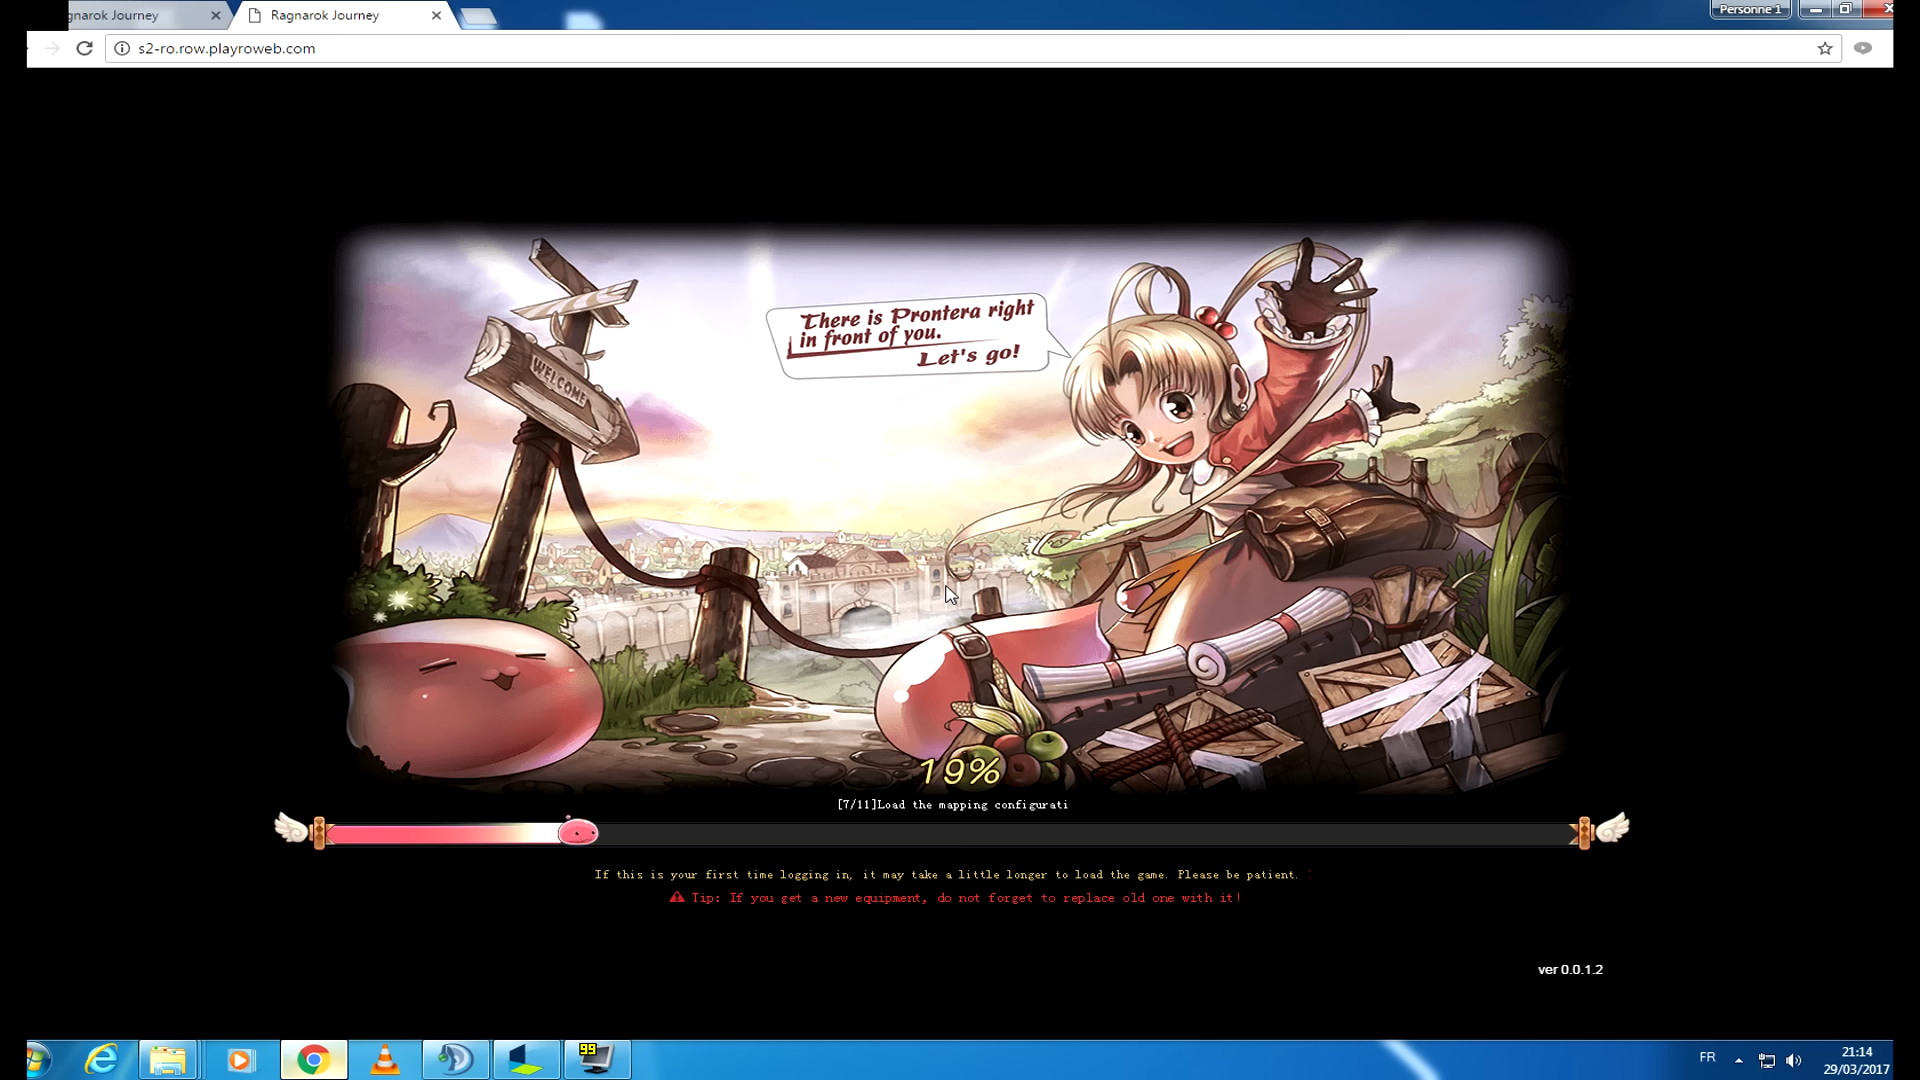 gnarok Journey
Ragnarok Journey
Personne 1
s2-ro.row.playroweb.com
There is Prontera right
in front of you.
Let's go!
WELCOME
19%
[7/11]Load the mapping configurati
If this is your first time logging in, it may take a little longer to load the game. Please be patient.
Tip: If you get a new equipment, do not forget to replace old one with it!
ver 0.0.1.2
99
FR
21:14
29/03/2017